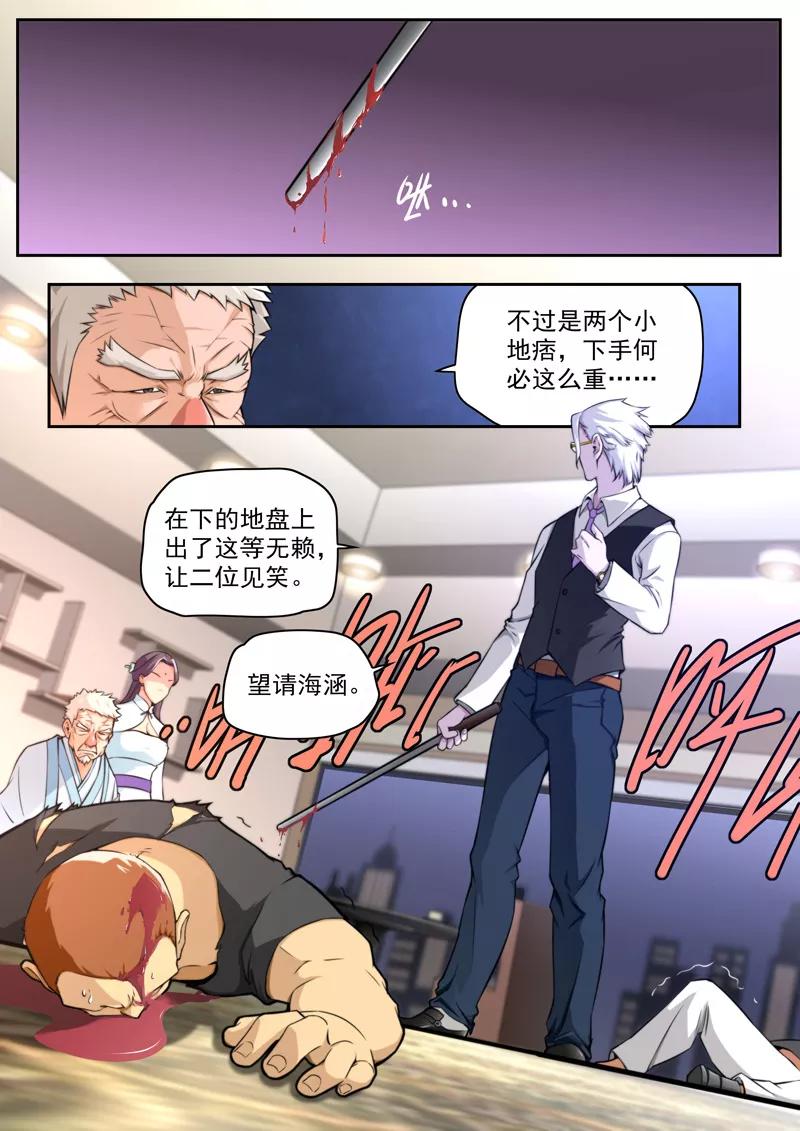 不过是两个小
地痞，下手何
必这么重……
在下的地盘上
出了这等无赖，
让二位见笑。
望请海涵。